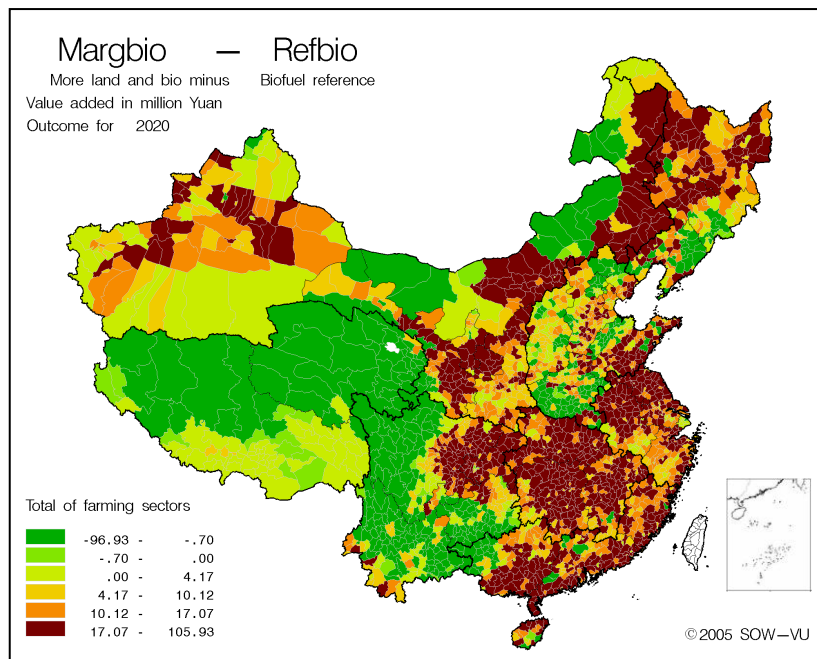 Margbio — Refbio
More land and bio minus Biofuel reference
Value added in million Yuan
Outcome for 2020
Total of farming sectors
-96.93 - -.70
-.70 - .00
.00 - 4.17
4.17 - 10.12
10.12 - 17.07
17.07 - 105.93
©2005 SOW—VU